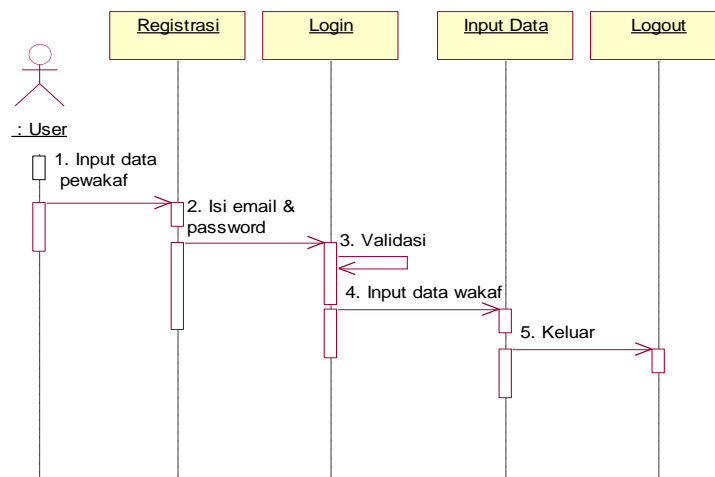 Registrasi
Login
Input Data
Logout
: User
1. Input data
pewakaf
2. Isi email &
password
3. Validasi
4. Input data wakaf
5. Keluar